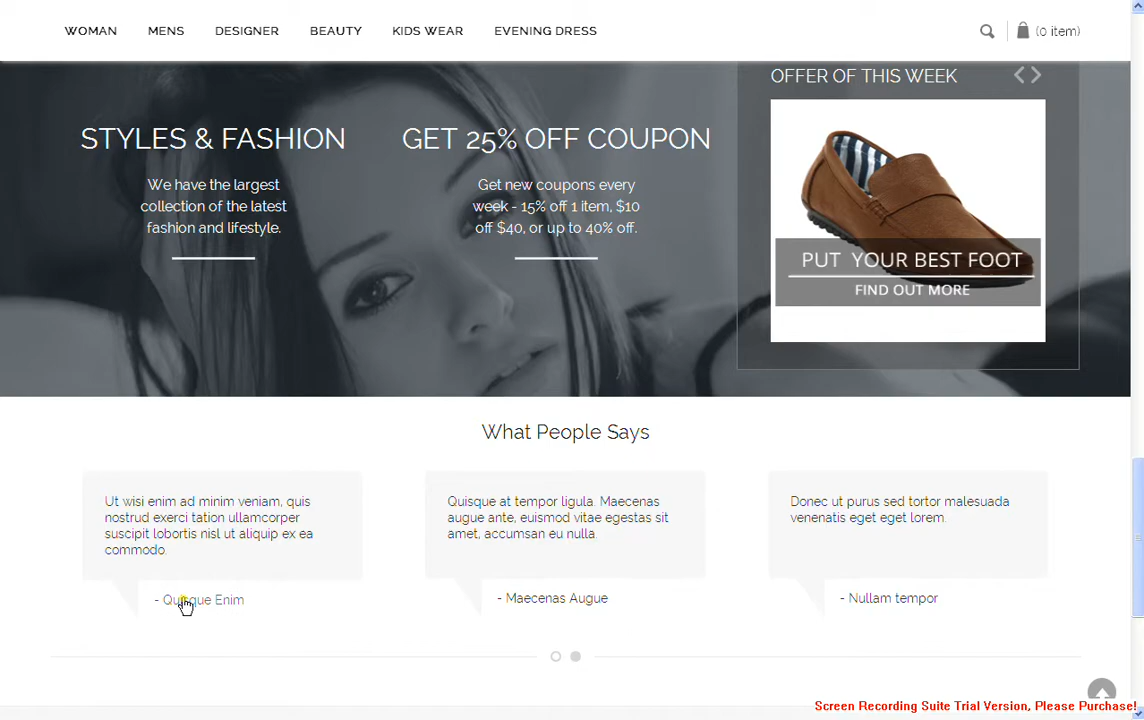 WOMAN MENS DESIGNER BEAUTY KIDS WEAR EVENING DRESS (0 item)
OFFER OF THIS WEEK
STYLES & FASHION
We have the largest
collection of the latest
fashion and lifestyle.
GET 25% OFF COUPON
Get new coupons every
week - 15% off 1 item, $10
off $40, or up to 40% off.
PUT YOUR BEST FOOT
FIND OUT MORE
What People Says
Ut wisi enim ad minim veniam, quis
nostrud exerci tation ullamcorper
suscipit lobortis nisl ut aliquip ex ea
commodo.
- Quisque Enim
Quisque at tempor ligula. Maecenas
augue ante, euismod vitae egestas sit
amet, accumsan eu nulla.
- Maecenas Augue
Donec ut purus sed tortor malesuada
venenatis eget eget lorem.
- Nullam tempor
Screen Recording Suite Trial Version, Please Purchase!